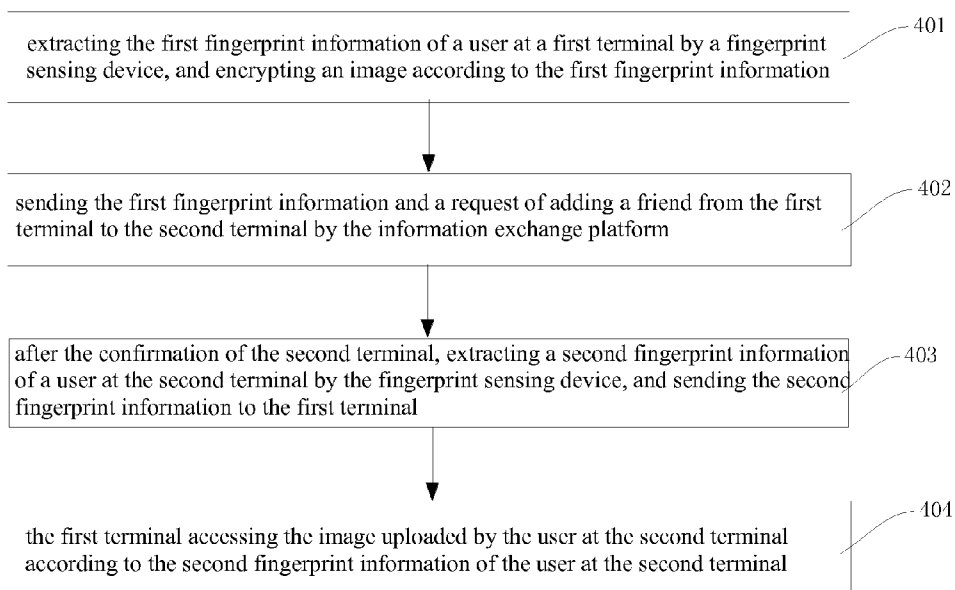 401
extracting the first fingerprint information of a user at a first terminal by a fingerprint
sensing device, and encrypting an image according to the first fingerprint information
402
sending the first fingerprint information and a request of adding a friend from the first
terminal to the second terminal by the information exchange platform
403
after the confirmation of the second terminal, extracting a second fingerprint information
of a user at the second terminal by the fingerprint sensing device, and sending the second
fingerprint information to the first terminal
404
the first terminal accessing the image uploaded by the user at the second terminal
according to the second fingerprint information of the user at the second terminal